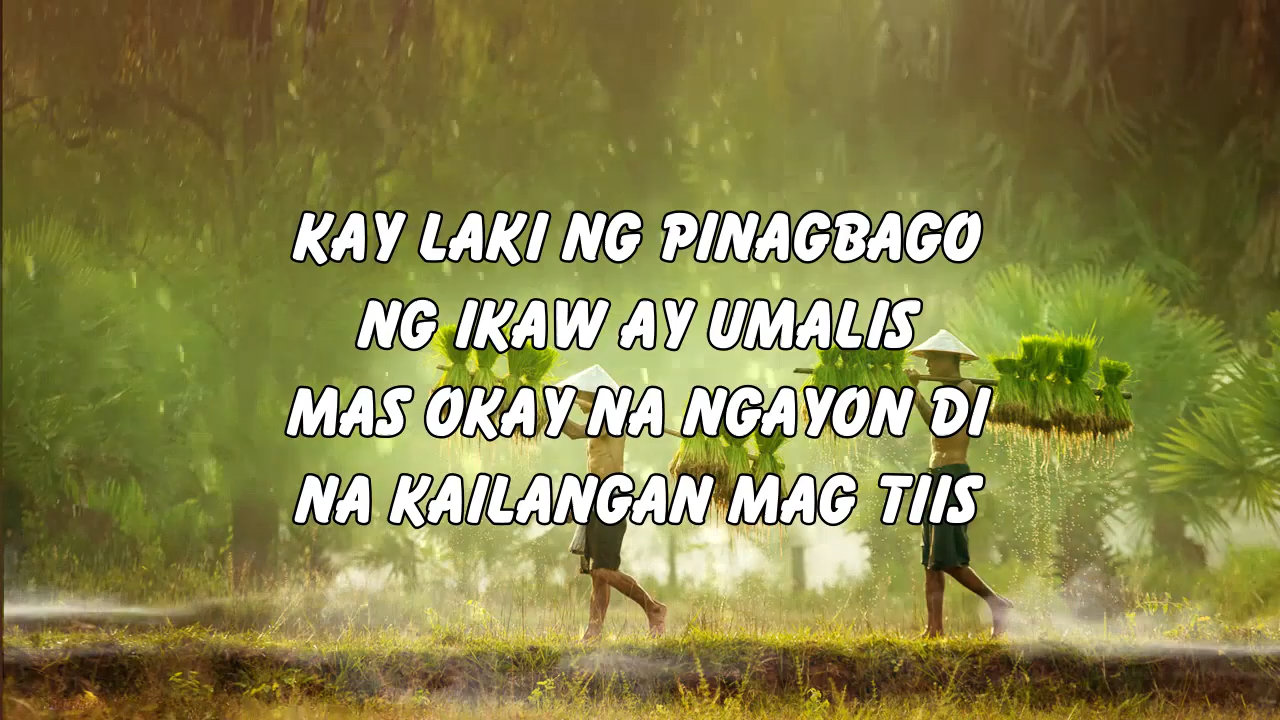 KAY LAKI NG PINAGBAGO
NG IKAW AY UMALIS
MAS OKAY NA NGAYON DI
NA KAILANGAN MAG TIIS